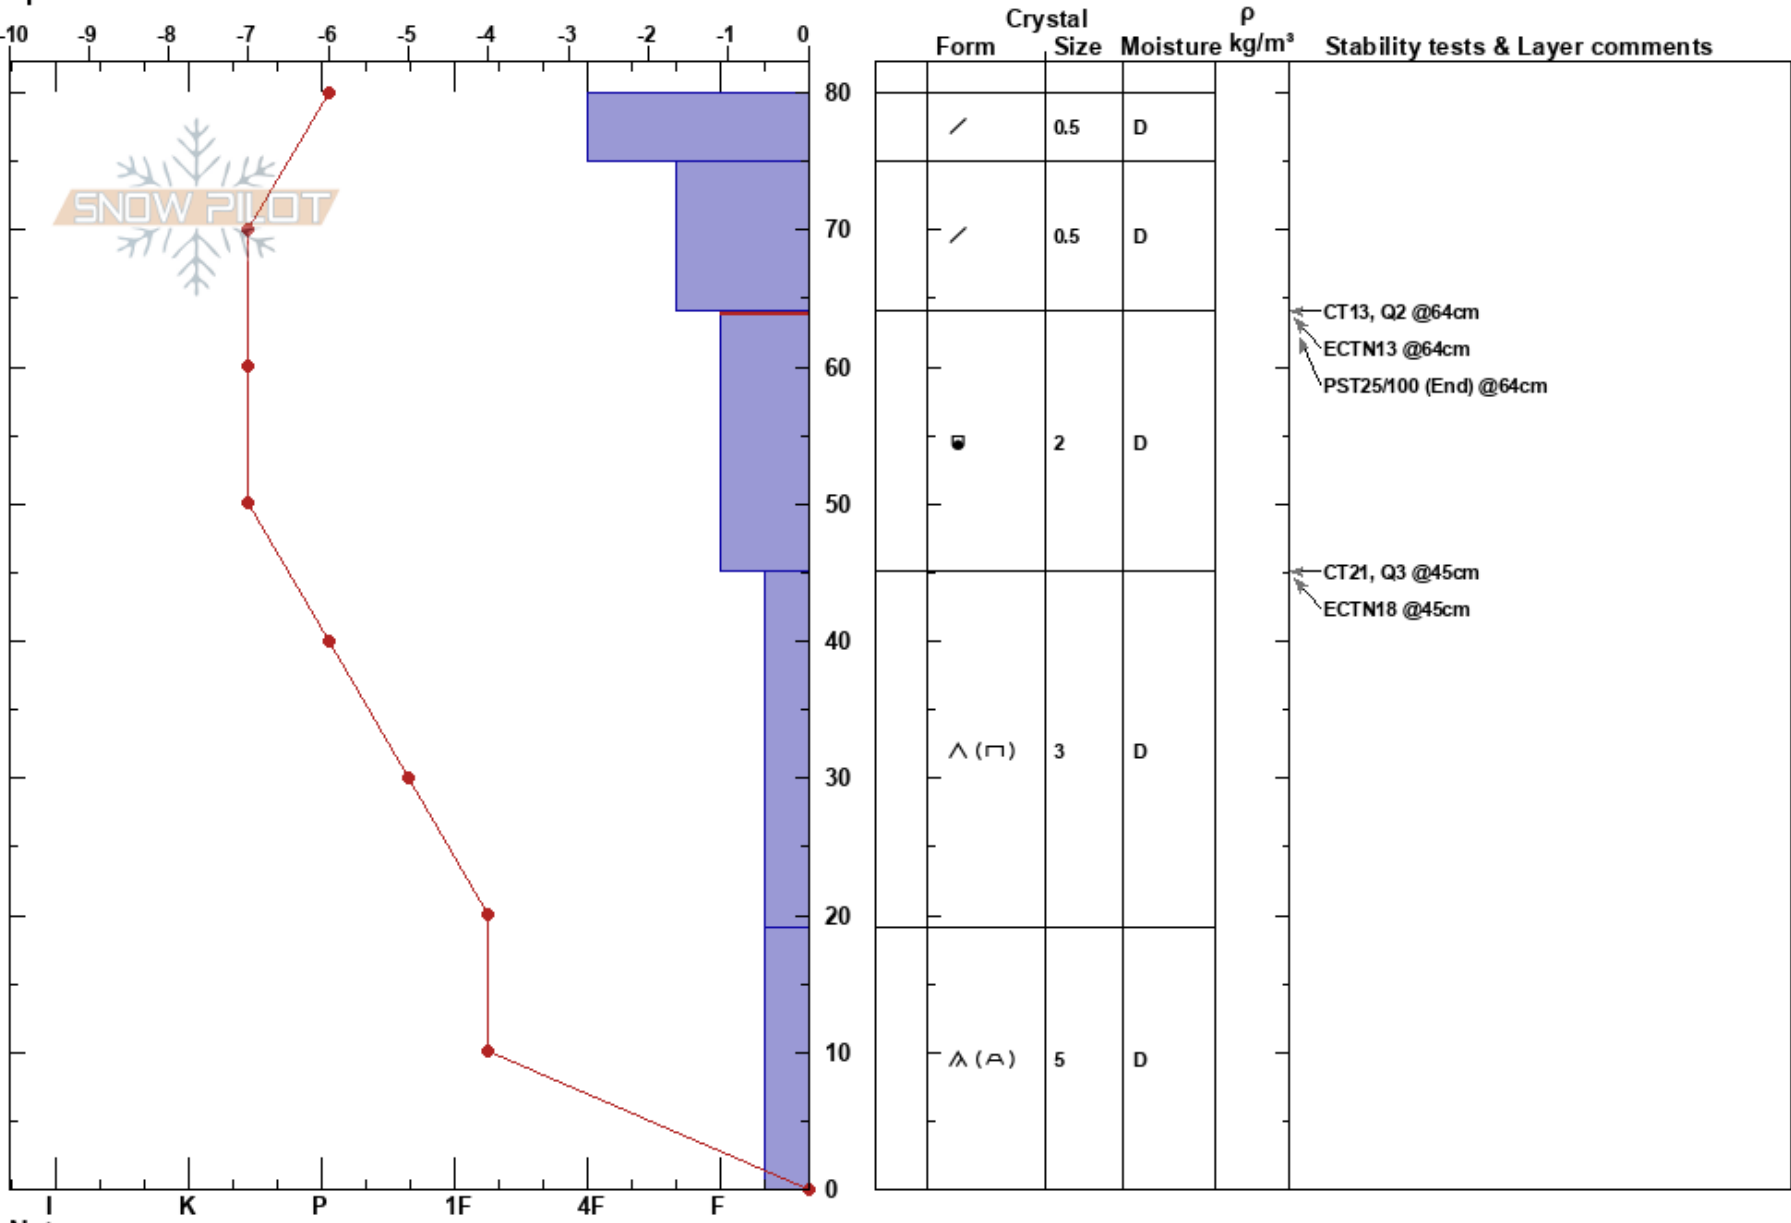 Crystal ρ
-10 -9 -8 -7 -6 -5 -4 -3 -2 -1 0 Form Size Moisture kg/m³ Stability tests & Layer comments
80
0.5 D
SNOW PILOT
70
0.5 D
CT13, Q2 @64cm
ECTN13 @64cm
60
PST25/100 (End) @64cm
2 D
50
CT21, Q3 @45cm
ECTN18 @45cm
40
3 D
30
20
10
5 D
0
I K P 1F 4F F